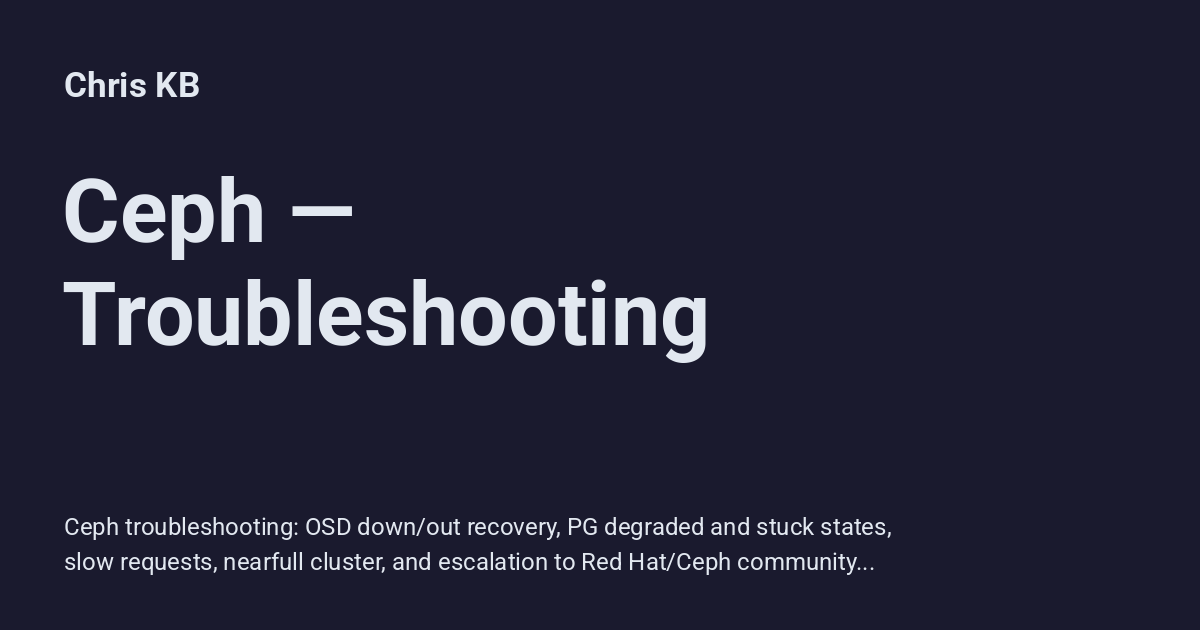 Chris KB
Ceph —
Troubleshooting
Ceph troubleshooting: OSD down/out recovery, PG degraded and stuck states,
slow requests, nearfull cluster, and escalation to Red Hat/Ceph community...